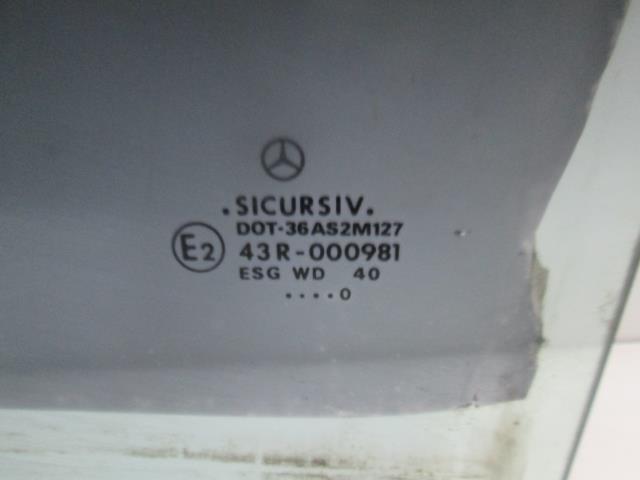 .SICURSIV.
DOT-36AS2M127
E2 43R-000981
ESG WD 40
....0